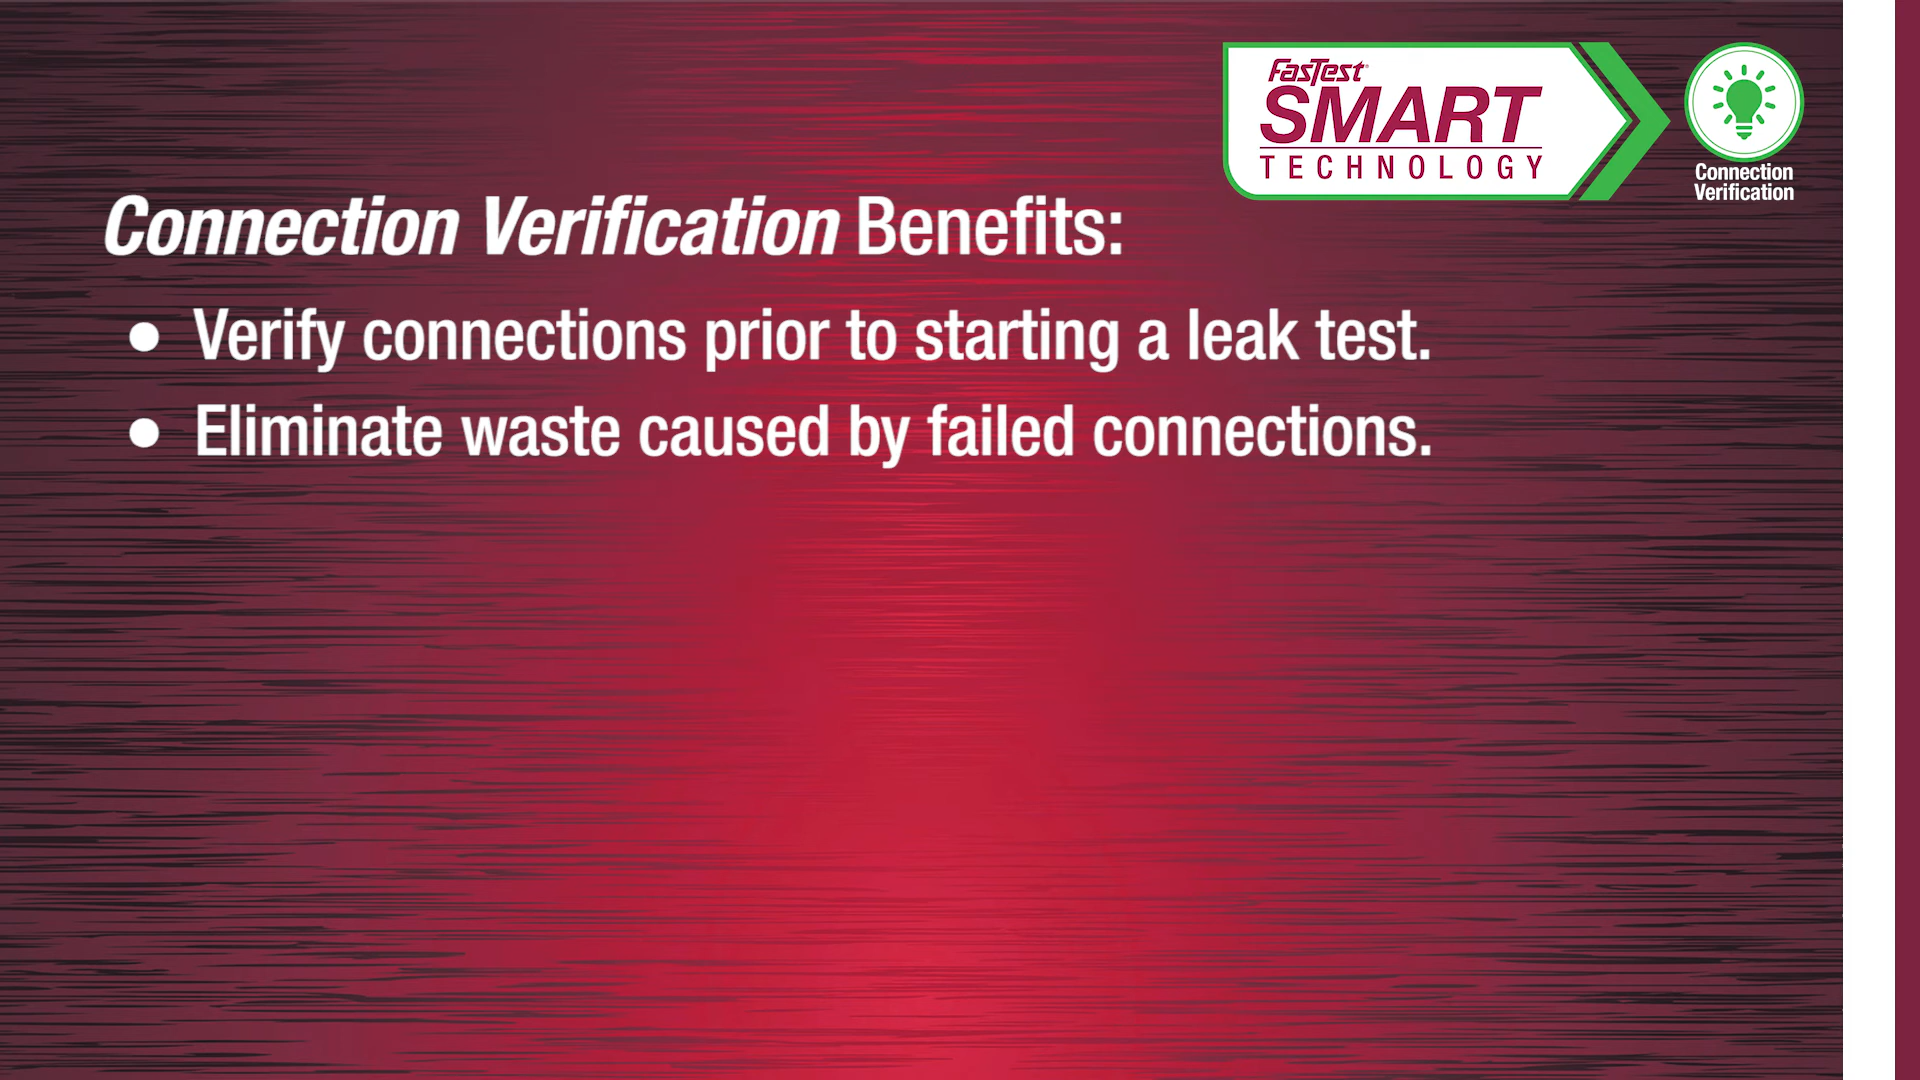 FasTest
SMART
TECHNOLOGY
Connection
Verification
Connection Verification Benefits:
● Verify connections prior to starting a leak test.
● Eliminate waste caused by failed connections.